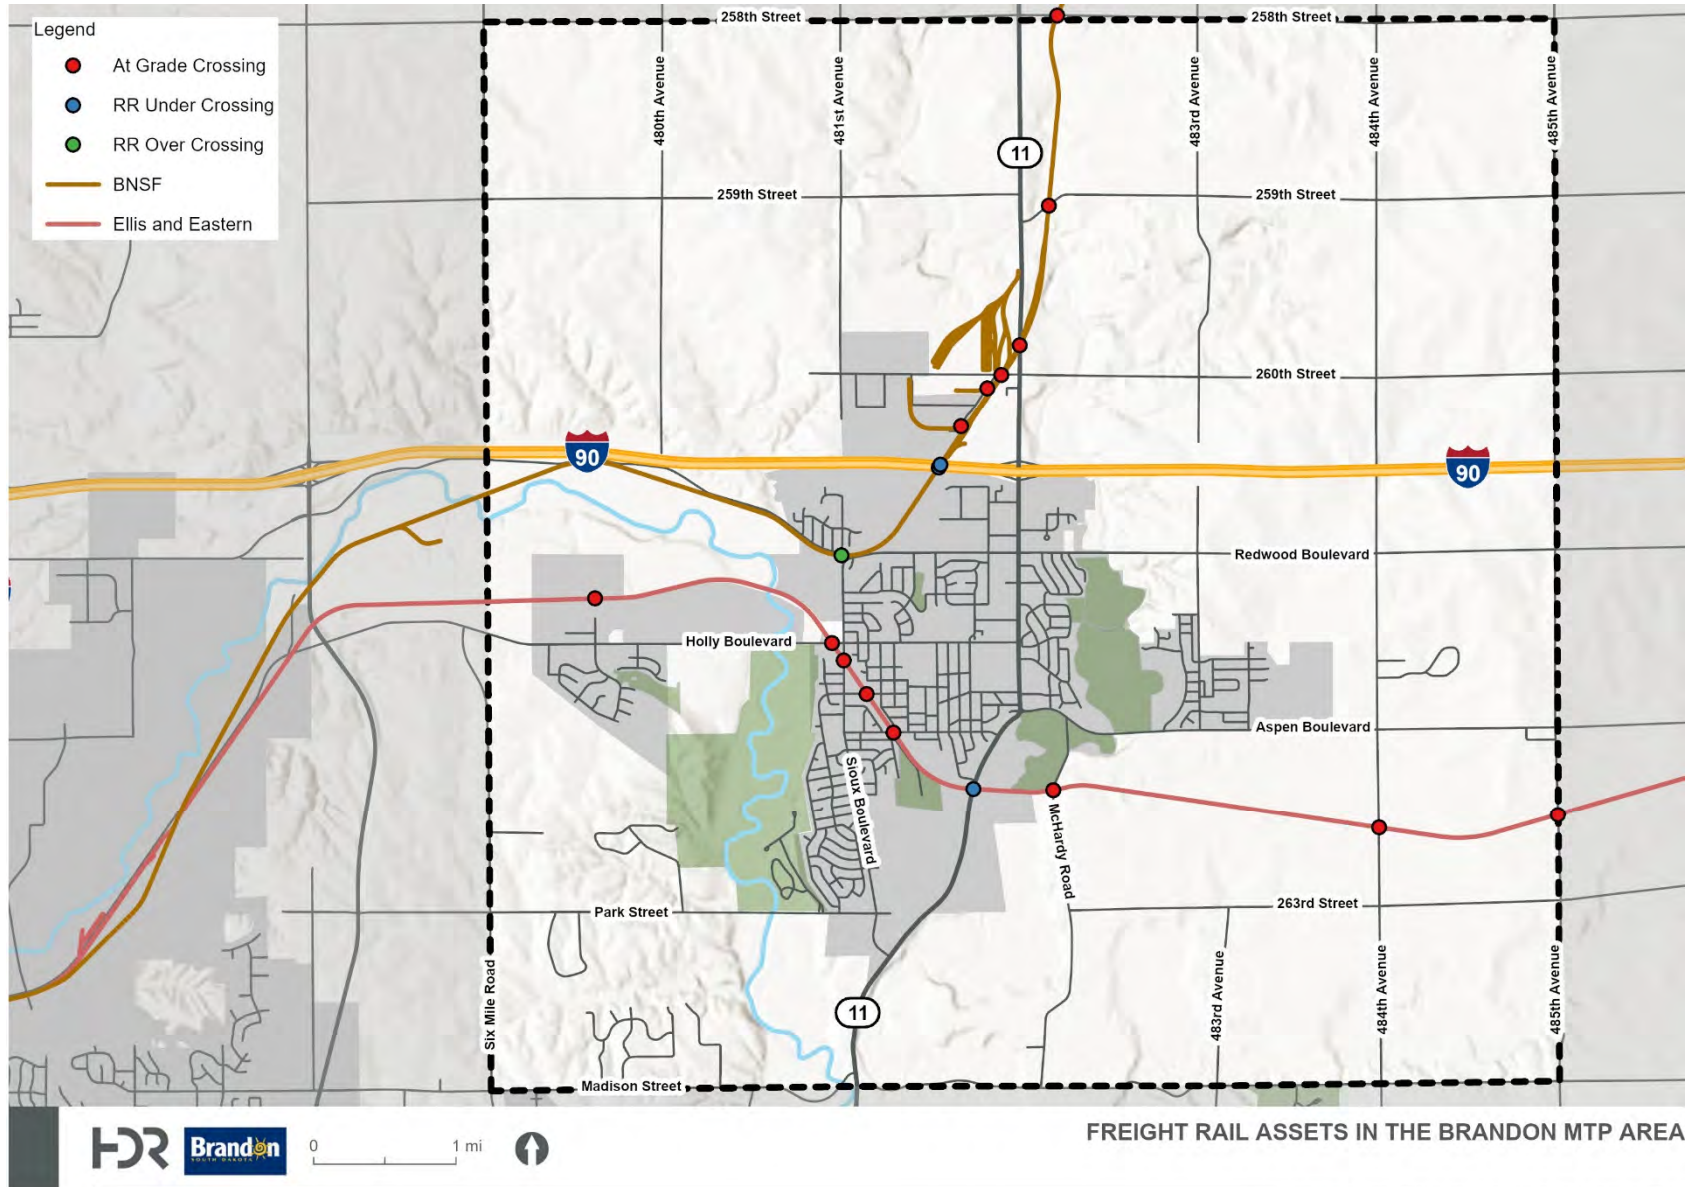 258th Street
258th Street
Legend
At Grade Crossing
RR Under Crossing
RR Over Crossing
BNSF
Ellis and Eastern
480th Avenue
481st Avenue
483rd Avenue
484th Avenue
485th Avenue
11
259th Street
259th Street
260th Street
90
90
Redwood Boulevard
Holly Boulevard
Aspen Boulevard
Sioux Boulevard
McHardy Road
Park Street
263rd Street
Six Mile Road
483rd Avenue
484th Avenue
485th Avenue
11
Madison Street
HDR
Brandon
SOUTH DAKOTA
0 1 mi
FREIGHT RAIL ASSETS IN THE BRANDON MTP AREA